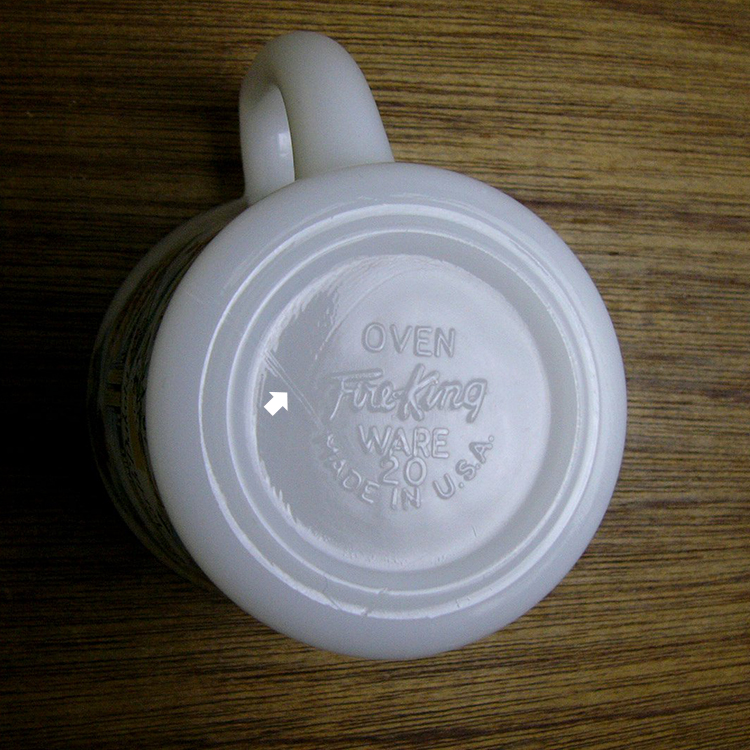 OVEN
Fire-King
WARE
20
MADE IN U.S.A.